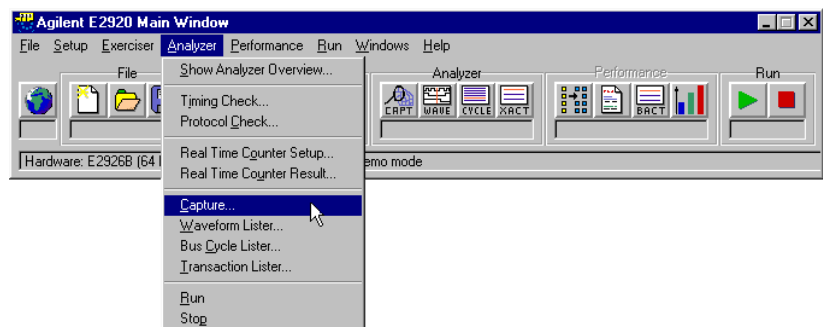 Agilent E2920 Main Window
File Setup Exerciser Analyzer Performance Run Windows Help
File Analyzer Performance Run
CAPT WAVE CYCLE XACT BACT
Hardware: E2926B (64 emo mode
Show Analyzer Overview...
Timing Check...
Protocol Check...
Real Time Counter Setup...
Real Time Counter Result...
Capture...
Waveform Lister...
Bus Cycle Lister...
Transaction Lister...
Run
Stop